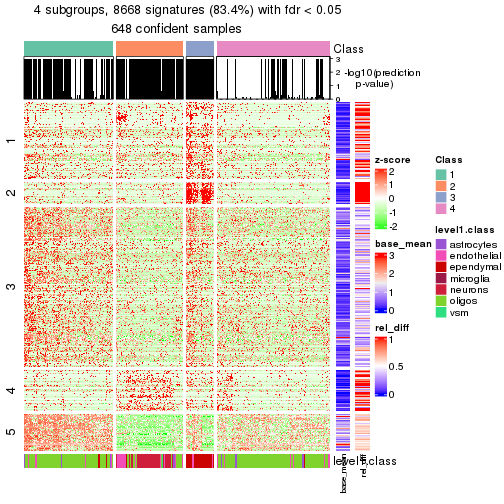 4 subgroups, 8668 signatures (83.4%) with fdr < 0.05
648 confident samples
Class
3
2
1
0
-log10(prediction
p-value)
1
2
3
4
5
z-score
2
1
0
-1
-2
base_mean
3
2
1
0
rel_diff
1
0.5
0
Class
1
2
3
4
level1.class
astrocytes
endothelial
ependymal
microglia
neurons
oligos
vsm
level1.class